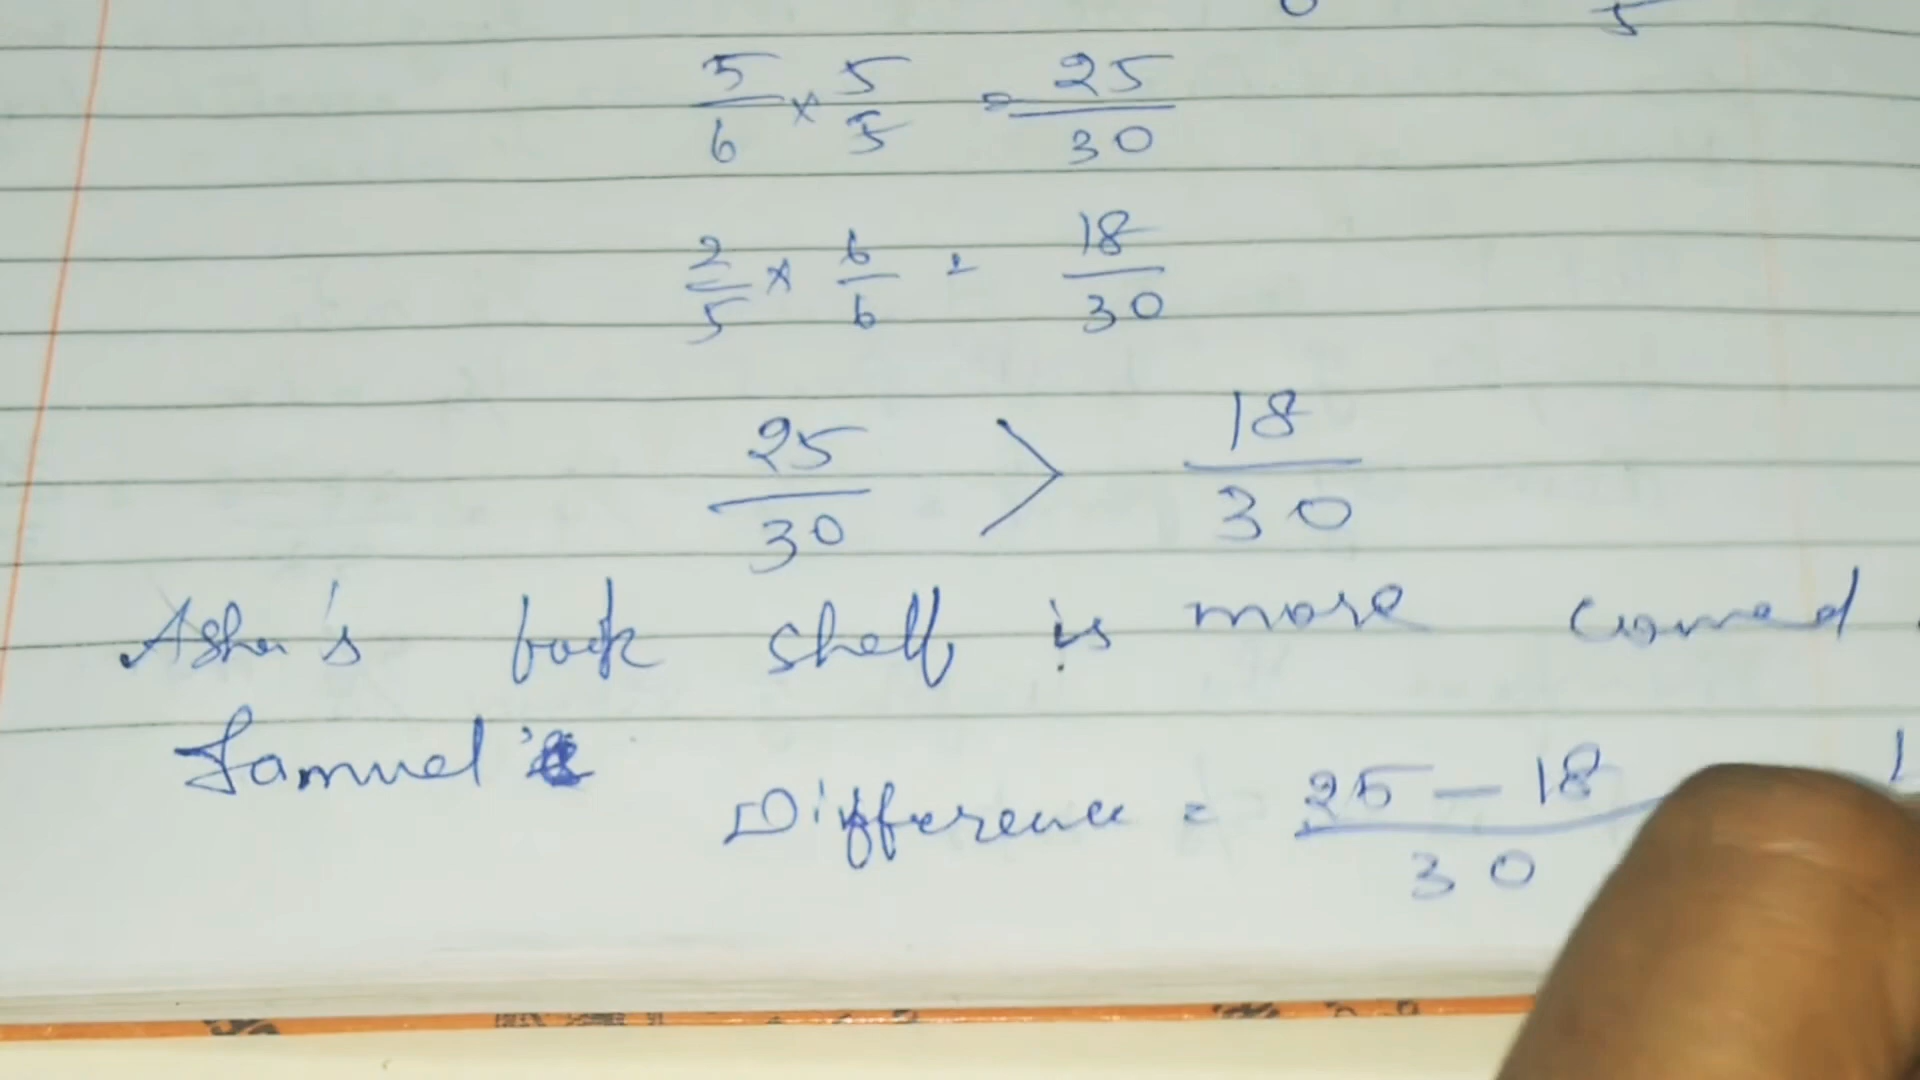 5/6 × 5/5 = 25/30
2/5 × 6/6 = 18/30
25/30 > 18/30
Asha's book shelf is more
Samuel's
Difference = 25 - 18 / 30